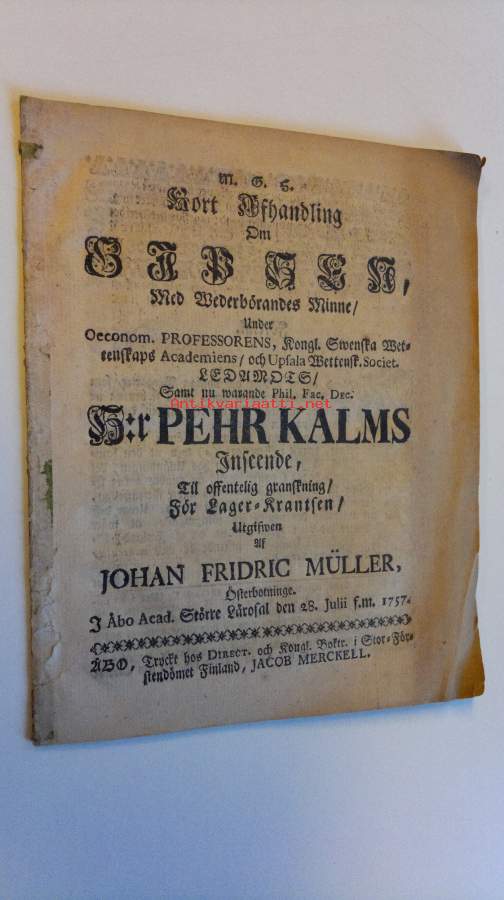 M. G. H.
Kort Afhandling
Om
GIPSEN,
Med Wederbörandes Minne/
Under
Oeconom. PROFESSORENS, Kongl. Swenska Wet-
tenskaps Academiens/ och Upsala Wettensk. Societ.
LEDAMOTS/
Samt nu warande Phil. Fac. Dec.
Antikvariaatti.net
H:r PEHR KALMS
Inseende,
Til offentelig granskning/
För Lager-Krantsen/
Utgifwen
Af
JOHAN FRIDRIC MÜLLER,
Österbotninge.
I Åbo Acad. Större Lärosal den 28. Julii f.m. 1757.
ÅBO, Tryckt hos DIRECT. och Kongl. Boktr. i Stor-För-
stendömet Finland, JACOB MERCKELL.